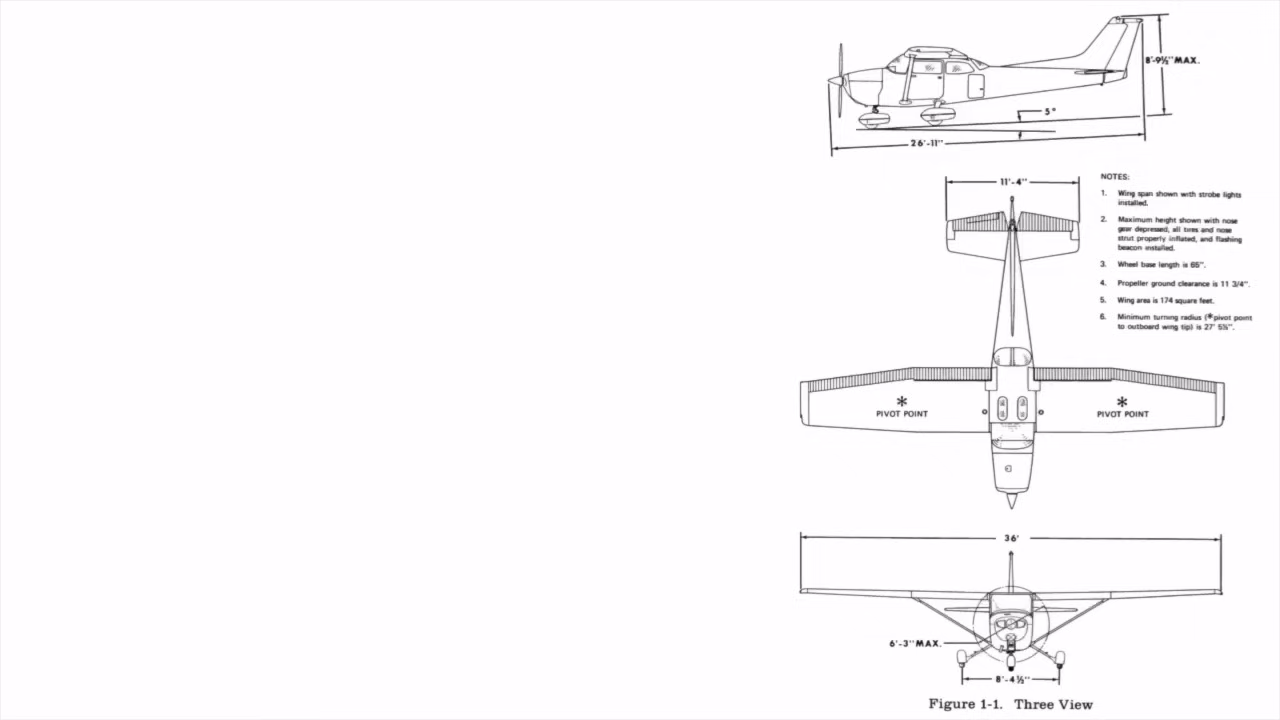 8'-9½" MAX.
5°
26'-11"
11'-4"
NOTES:
1. Wing span shown with strobe lights
installed.
2. Maximum height shown with nose
gear depressed, all tires and nose
strut properly inflated, and flashing
beacon installed.
3. Wheel base length is 65".
4. Propeller ground clearance is 11 3/4".
5. Wing area is 174 square feet.
6. Minimum turning radius (*pivot point
to outboard wing tip) is 27' 5½".
* *
PIVOT POINT PIVOT POINT
36'
6'-3" MAX.
8'-4½"
Figure 1-1. Three View